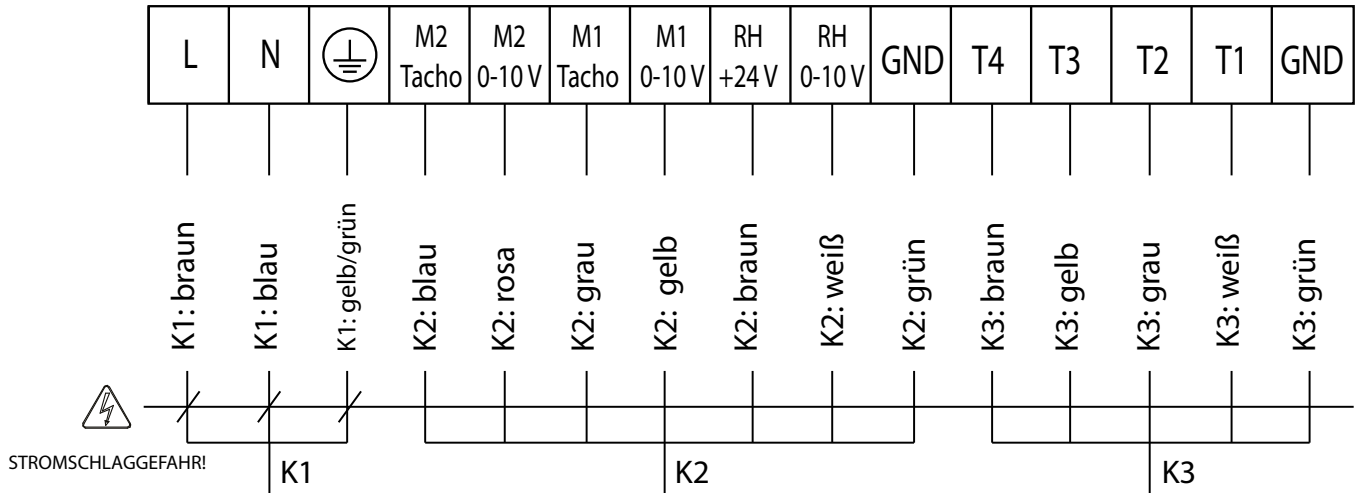 L N M2 Tacho M2 0-10 V M1 Tacho M1 0-10 V RH +24 V RH 0-10 V GND T4 T3 T2 T1 GND
K1: braun
K1: blau
K1: gelb/grün
K2: blau
K2: rosa
K2: grau
K2: gelb
K2: braun
K2: weiß
K2: grün
K3: braun
K3: gelb
K3: grau
K3: weiß
K3: grün
STROMSCHLAGGEFAHR!
K1 K2 K3